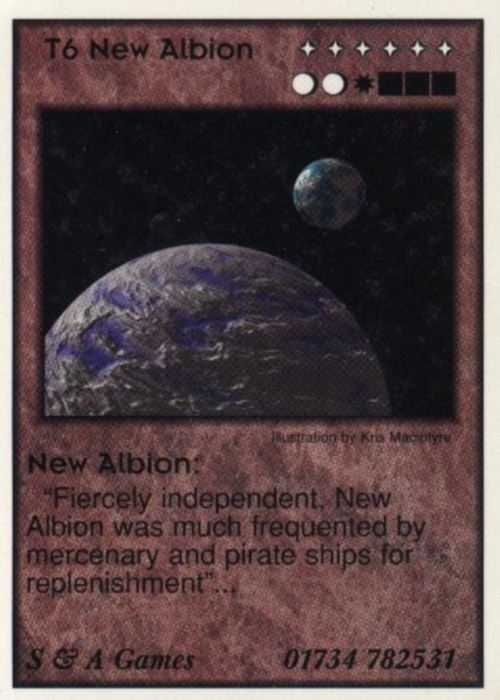 T6 New Albion
Illustration by Kris Macintyre
New Albion:
"Fiercely independent, New
Albion was much frequented by
mercenary and pirate ships for
replenishment"...
S & A Games 01734 782531